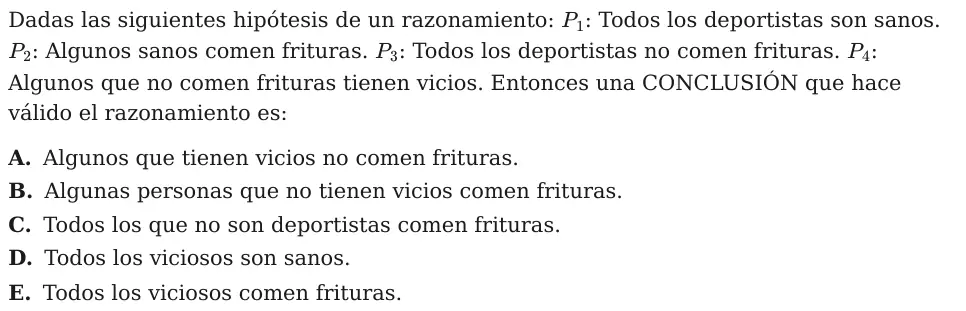 Dadas las siguientes hipótesis de un razonamiento: P₁: Todos los deportistas son sanos.
P₂: Algunos sanos comen frituras. P₃: Todos los deportistas no comen frituras. P₄:
Algunos que no comen frituras tienen vicios. Entonces una CONCLUSIÓN que hace
válido el razonamiento es:
A. Algunos que tienen vicios no comen frituras.
B. Algunas personas que no tienen vicios comen frituras.
C. Todos los que no son deportistas comen frituras.
D. Todos los viciosos son sanos.
E. Todos los viciosos comen frituras.